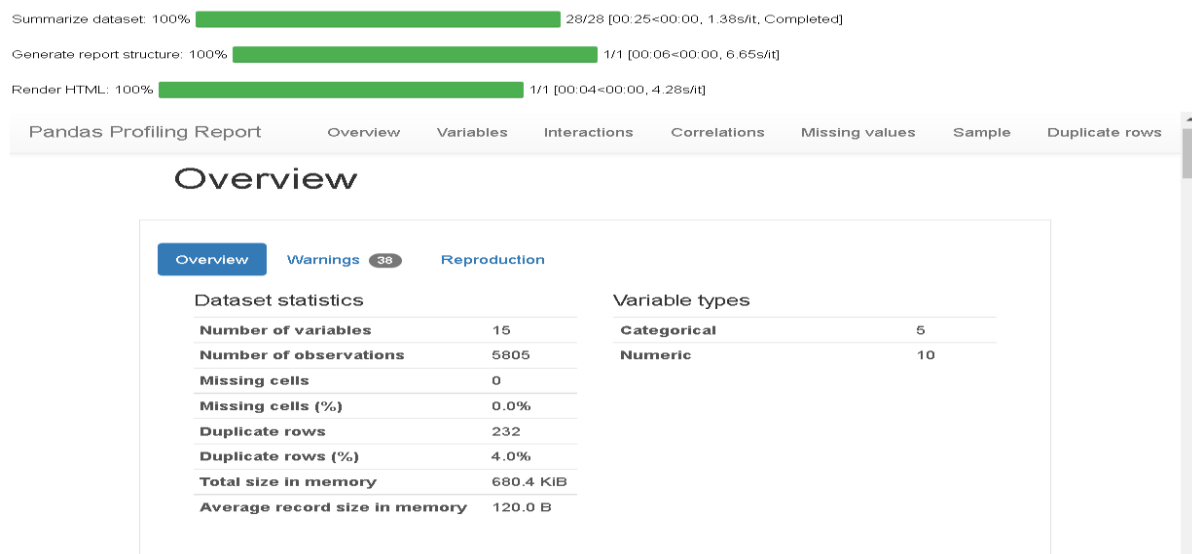 Summarize dataset: 100% 28/28 [00:25<00:00, 1.38s/it, Completed]
Generate report structure: 100% 1/1 [00:06<00:00, 6.65s/it]
Render HTML: 100% 1/1 [00:04<00:00, 4.28s/it]
Pandas Profiling Report Overview Variables Interactions Correlations Missing values Sample Duplicate rows
Overview
Overview Warnings 38 Reproduction
Dataset statistics
Number of variables 15
Number of observations 5805
Missing cells 0
Missing cells (%) 0.0%
Duplicate rows 232
Duplicate rows (%) 4.0%
Total size in memory 680.4 KiB
Average record size in memory 120.0 B
Variable types
Categorical 5
Numeric 10